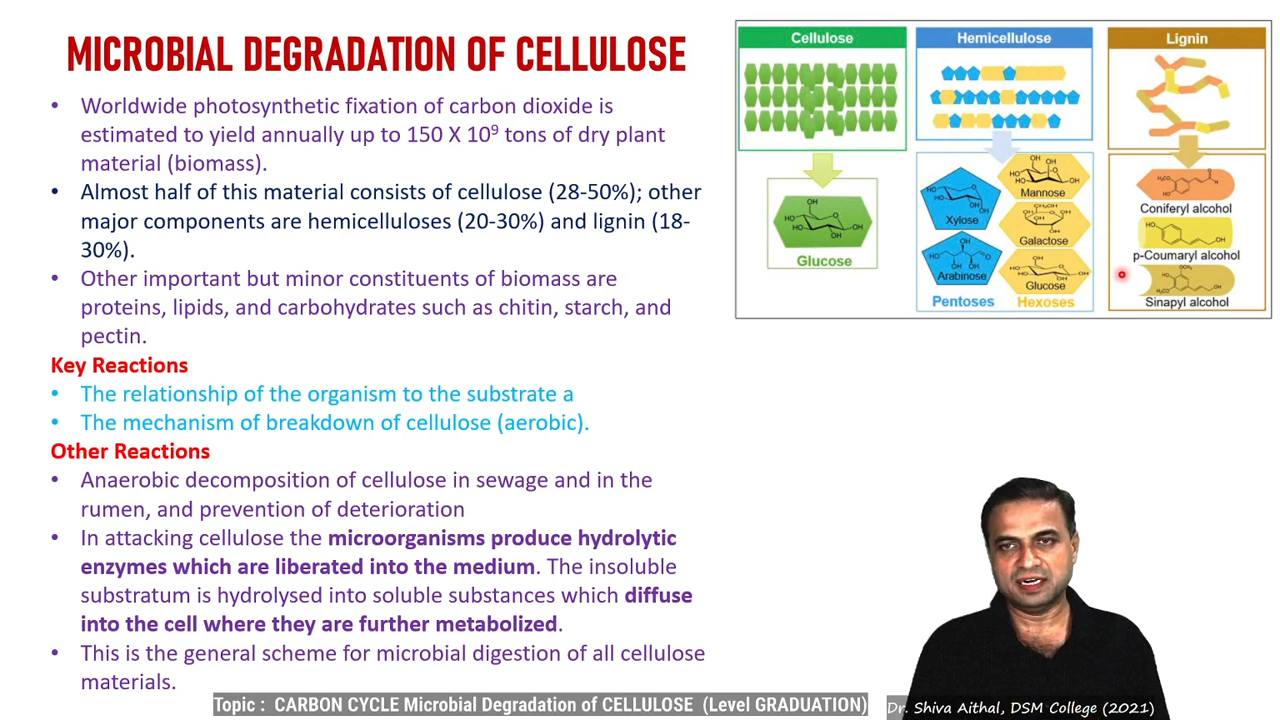 MICROBIAL DEGRADATION OF CELLULOSE
• Worldwide photosynthetic fixation of carbon dioxide is
estimated to yield annually up to 150 X 10⁹ tons of dry plant
material (biomass).
• Almost half of this material consists of cellulose (28-50%); other
major components are hemicelluloses (20-30%) and lignin (18-
30%).
• Other important but minor constituents of biomass are
proteins, lipids, and carbohydrates such as chitin, starch, and
pectin.
Key Reactions
• The relationship of the organism to the substrate a
• The mechanism of breakdown of cellulose (aerobic).
Other Reactions
• Anaerobic decomposition of cellulose in sewage and in the
rumen, and prevention of deterioration
• In attacking cellulose the microorganisms produce hydrolytic
enzymes which are liberated into the medium. The insoluble
substratum is hydrolysed into soluble substances which diffuse
into the cell where they are further metabolized.
• This is the general scheme for microbial digestion of all cellulose
materials.
Cellulose
Glucose
Hemicellulose
Xylose
Arabinose
Pentoses
Mannose
Galactose
Glucose
Hexoses
Lignin
Coniferyl alcohol
p-Coumaryl alcohol
Sinapyl alcohol
Topic : CARBON CYCLE Microbial Degradation of CELLULOSE (Level GRADUATION)
Dr. Shiva Aithal, DSM College (2021)